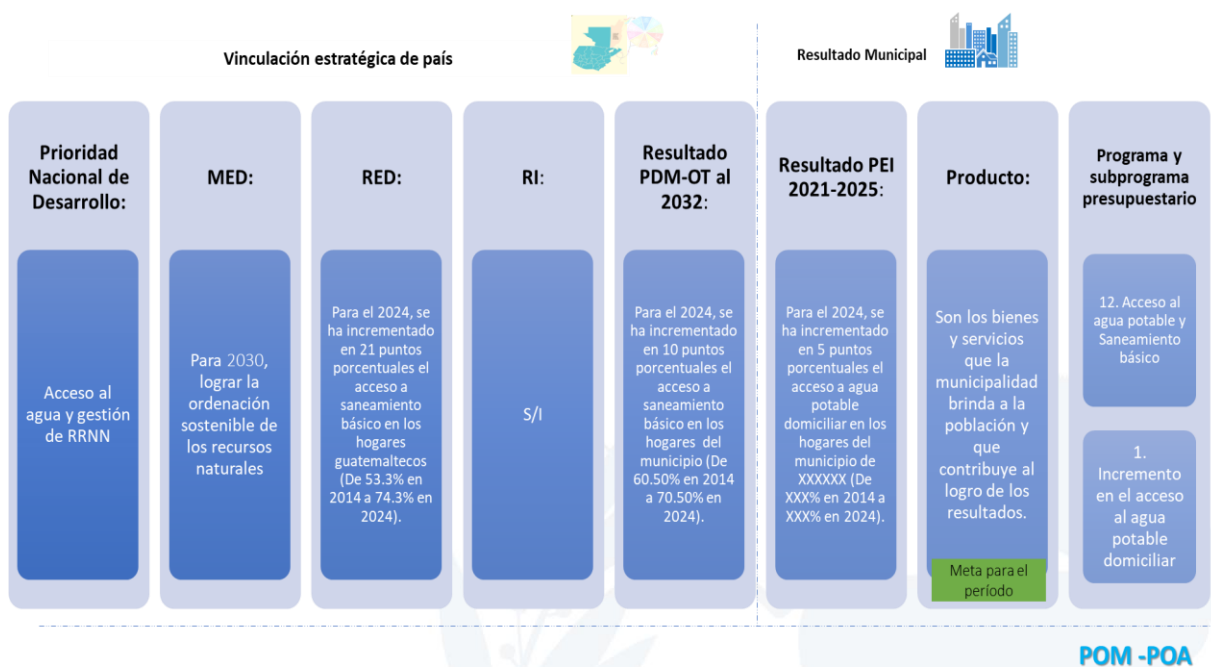 Vinculación estratégica de país
Resultado Municipal
Prioridad
Nacional de
Desarrollo:
Acceso al
agua y gestión
de RRNN
MED:
Para 2030,
lograr la
ordenación
sostenible de
los recursos
naturales
RED:
Para el 2024, se
ha incrementado
en 21 puntos
porcentuales el
acceso a
saneamiento
básico en los
hogares
guatemaltecos
(De 53.3% en
2014 a 74.3% en
2024).
RI:
S/I
Resultado
PDM-OT al
2032:
Para el 2024, se
ha incrementado
en 10 puntos
porcentuales el
acceso a
saneamiento
básico en los
hogares del
municipio (De
60.50% en 2014
a 70.50% en
2024).
Resultado PEI
2021-2025:
Para el 2024, se
ha incrementado
en 5 puntos
porcentuales el
acceso a agua
potable
domiciliar en los
hogares del
municipio de
XXXXXX (De
XXX% en 2014 a
XXX% en 2024).
Producto:
Son los bienes
y servicios
que la
municipalidad
brinda a la
población y
que
contribuye al
logro de los
resultados.
Meta para el
período
Programa y
subprograma
presupuestario
12. Acceso al
agua potable y
Saneamiento
básico
1.
Incremento
en el acceso
al agua
potable
domiciliar
POM -POA